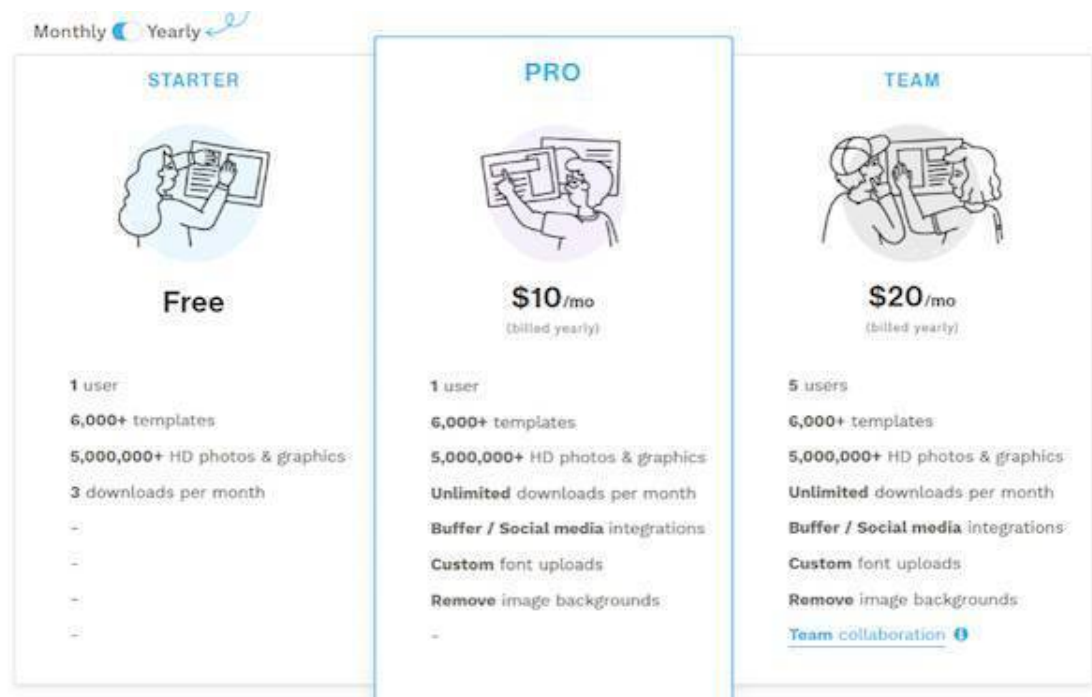 Monthly Yearly
STARTER
Free
1 user
6,000+ templates
5,000,000+ HD photos & graphics
3 downloads per month
-
-
-
-
PRO
$10/mo
(billed yearly)
1 user
6,000+ templates
5,000,000+ HD photos & graphics
Unlimited downloads per month
Buffer / Social media integrations
Custom font uploads
Remove image backgrounds
-
TEAM
$20/mo
(billed yearly)
5 users
6,000+ templates
5,000,000+ HD photos & graphics
Unlimited downloads per month
Buffer / Social media integrations
Custom font uploads
Remove image backgrounds
Team collaboration